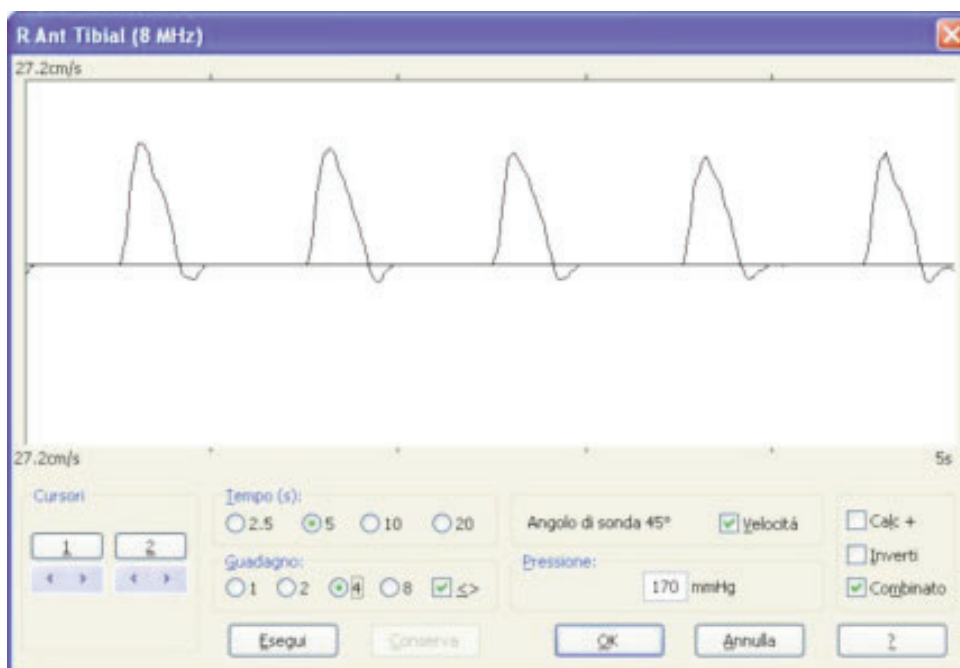 R Ant Tibial (8 MHz)
27.2cm/s
27.2cm/s 5s
Cursori
1 2
Tempo (s):
2.5 5 10 20
Guadagno:
1 2 4 8 <>
Angolo di sonda 45° Velocitá
Pressione:
170 mmHg
Calc +
Inverti
Combinato
Esegui Conserva OK Annulla ?